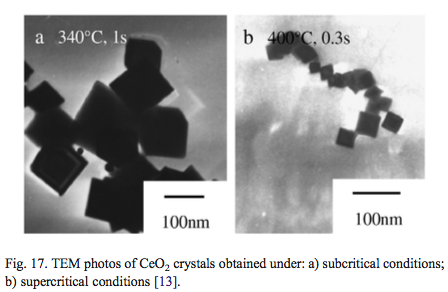 a 340°C, 1s
b 400°C, 0.3s
100nm
100nm
Fig. 17. TEM photos of CeO2 crystals obtained under: a) subcritical conditions;
b) supercritical conditions [13].